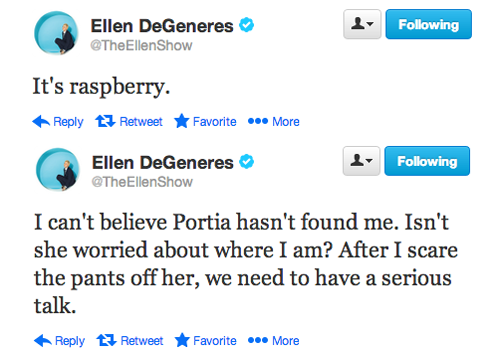 Ellen DeGeneres
Following
@TheEllenShow
It's raspberry.
Reply Retweet Favorite More
Ellen DeGeneres
Following
@TheEllenShow
I can't believe Portia hasn't found me. Isn't
she worried about where I am? After I scare
the pants off her, we need to have a serious
talk.
Reply Retweet Favorite More